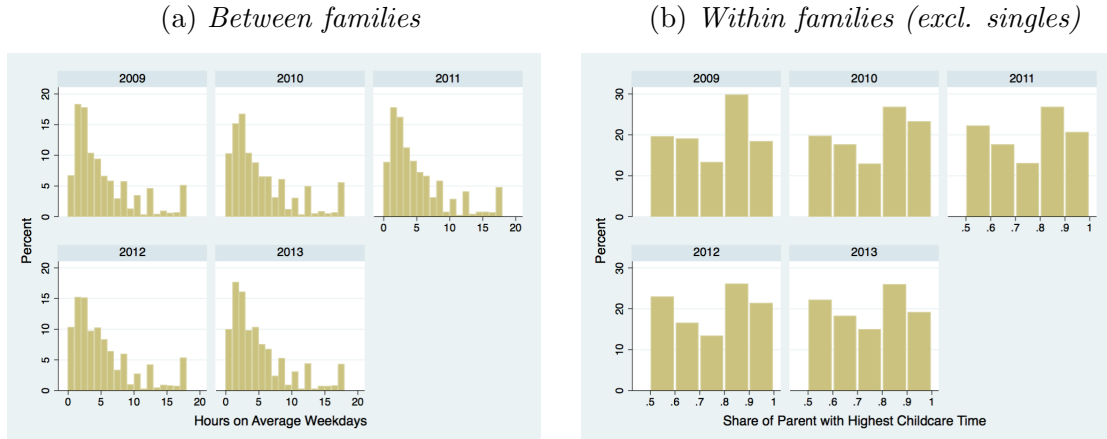 (a) Between families
2009 2010 2011
20
15
10
5
0
0 5 10 15 20
2012 2013
20
15
10
5
0
0 5 10 15 20 0 5 10 15 20
Percent
Hours on Average Weekdays
(b) Within families (excl. singles)
2009 2010 2011
30
20
10
0
.5 .6 .7 .8 .9 1
2012 2013
30
20
10
0
.5 .6 .7 .8 .9 1 .5 .6 .7 .8 .9 1
Percent
Share of Parent with Highest Childcare Time